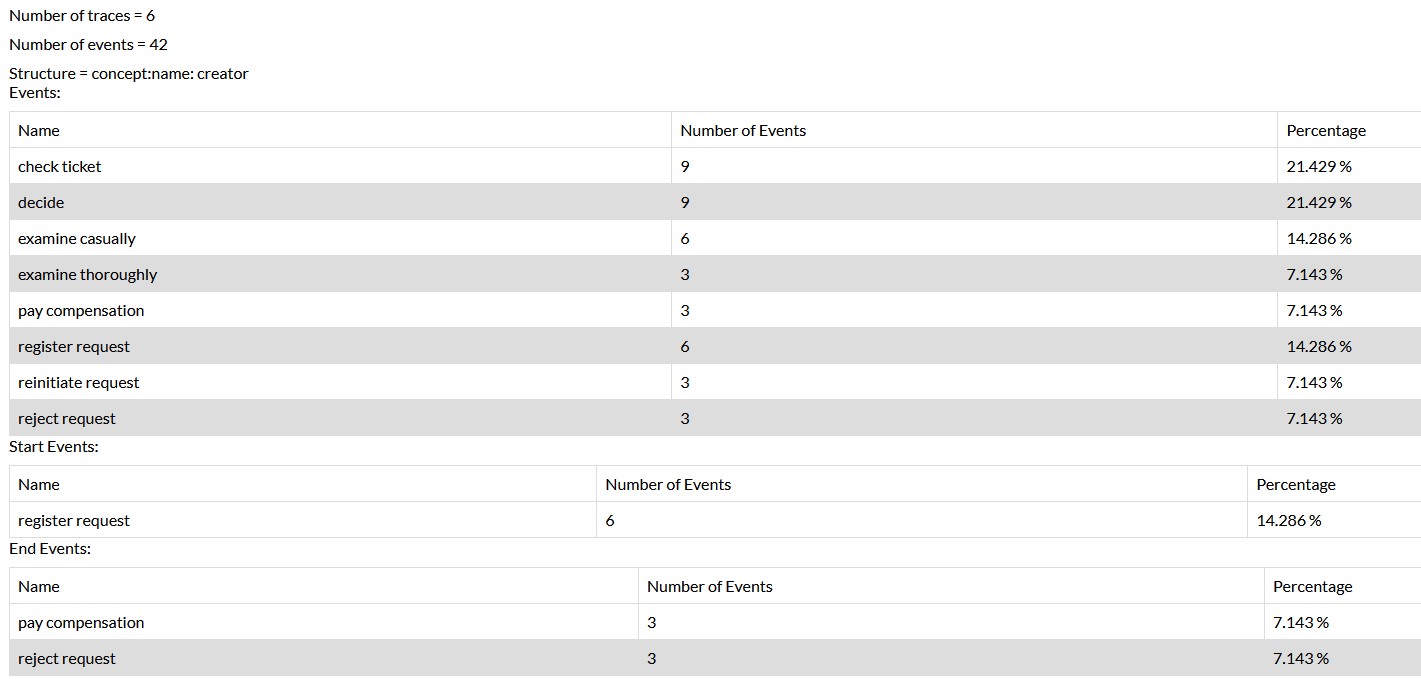 Number of traces = 6
Number of events = 42
Structure = concept:name: creator
Events:
Name Number of Events Percentage
check ticket 9 21.429 %
decide 9 21.429 %
examine casually 6 14.286 %
examine thoroughly 3 7.143 %
pay compensation 3 7.143 %
register request 6 14.286 %
reinitiate request 3 7.143 %
reject request 3 7.143 %
Start Events:
Name Number of Events Percentage
register request 6 14.286 %
End Events:
Name Number of Events Percentage
pay compensation 3 7.143 %
reject request 3 7.143 %